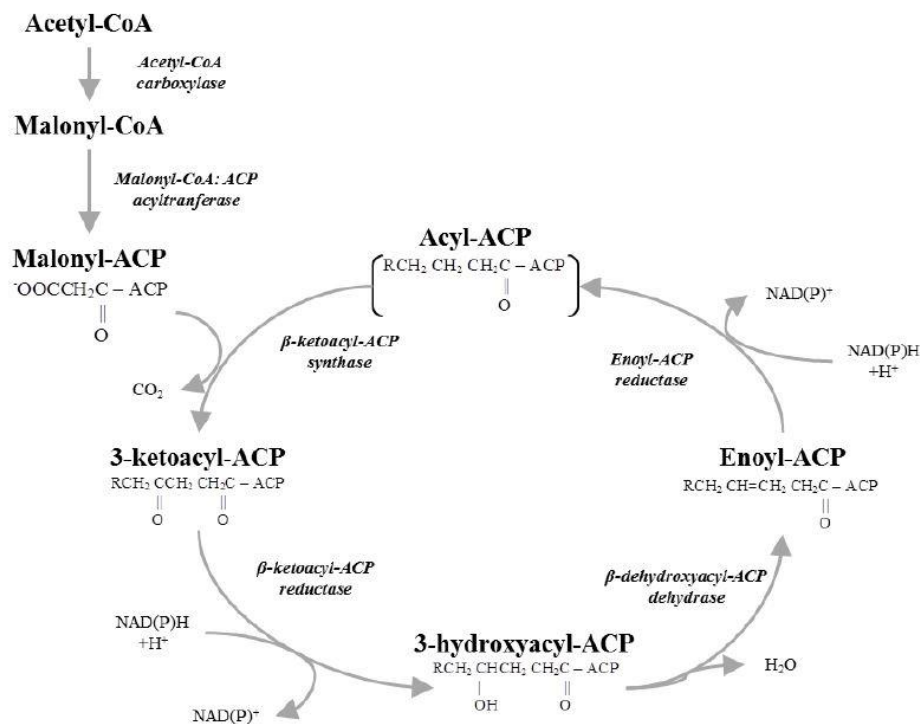 Acetyl-CoA
Acetyl-CoA
carboxylase
Malonyl-CoA
Malonyl-CoA: ACP
acyltranferase
Malonyl-ACP
⁻OOCCH₂C – ACP
||
O
Acyl-ACP
RCH₂ CH₂ CH₂C – ACP
||
O
β-ketoacyl-ACP
synthase
CO₂
Enoyl-ACP
reductase
NAD(P)⁺
NAD(P)H
+H⁺
3-ketoacyl-ACP
RCH₂ CCH₂ CH₂C – ACP
|| ||
O O
Enoyl-ACP
RCH₂ CH=CH₂ CH₂C – ACP
||
O
β-ketoacyl-ACP
reductase
β-dehydroxyacyl-ACP
dehydrase
NAD(P)H
+H⁺
NAD(P)⁺
3-hydroxyacyl-ACP
RCH₂ CHCH₂ CH₂C – ACP
| ||
OH O
H₂O